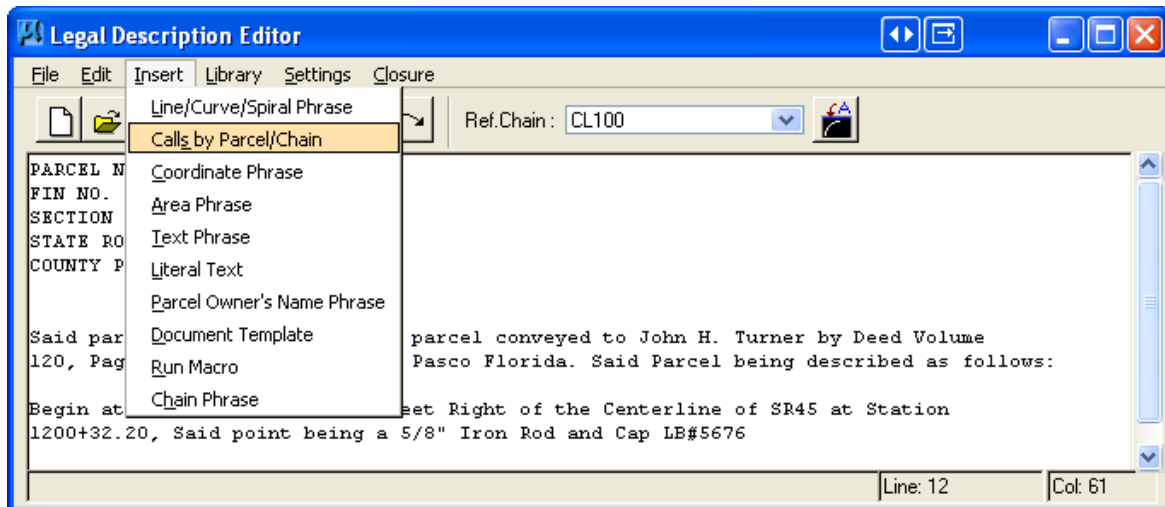 Legal Description Editor
File Edit Insert Library Settings Closure
Ref.Chain : CL100
Line/Curve/Spiral Phrase
Calls by Parcel/Chain
Coordinate Phrase
Area Phrase
Text Phrase
Literal Text
Parcel Owner's Name Phrase
Document Template
Run Macro
Chain Phrase
PARCEL N
FIN NO.
SECTION
STATE RO
COUNTY P
Said par parcel conveyed to John H. Turner by Deed Volume
120, Pag Pasco Florida. Said Parcel being described as follows:
Begin at eet Right of the Centerline of SR45 at Station
1200+32.20, Said point being a 5/8" Iron Rod and Cap LB#5676
Line: 12 Col: 61